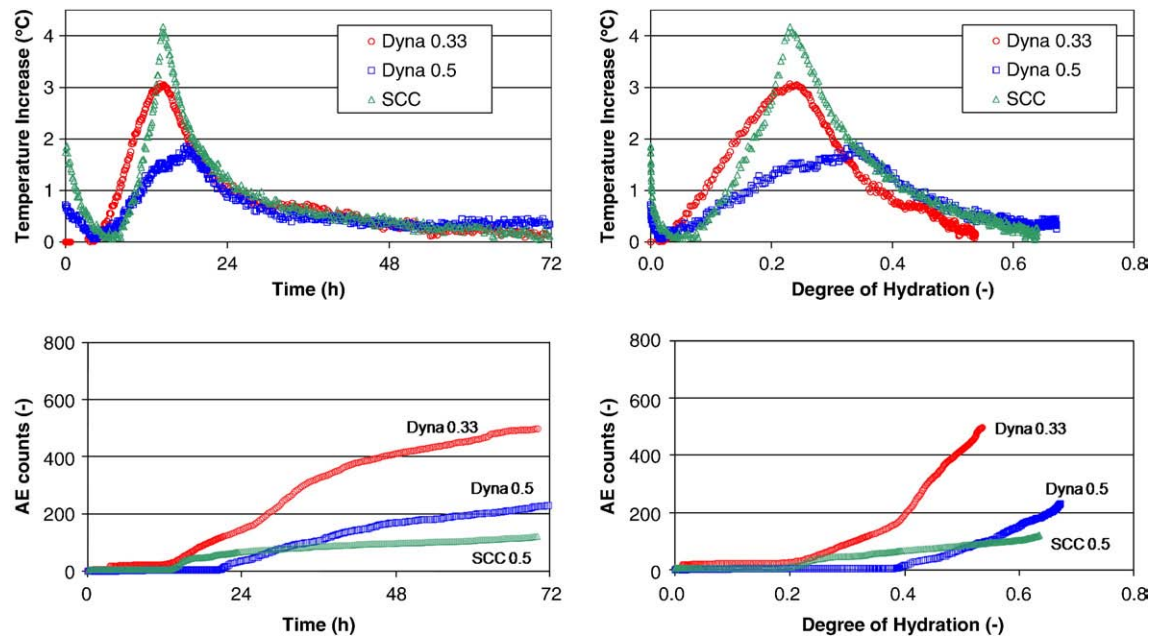 Temperature Increase (ºC)
4
3
2
1
0
0
24
48
72
Time (h)
Dyna 0.33
Dyna 0.5
SCC
Temperature Increase (ºC)
4
3
2
1
0
0.0
0.2
0.4
0.6
0.8
Degree of Hydration (-)
Dyna 0.33
Dyna 0.5
SCC
AE counts (-)
800
600
400
200
0
0
24
48
72
Time (h)
Dyna 0.33
Dyna 0.5
SCC 0.5
AE counts (-)
800
600
400
200
0
0.0
0.2
0.4
0.6
0.8
Degree of Hydration (-)
Dyna 0.33
Dyna 0.5
SCC 0.5